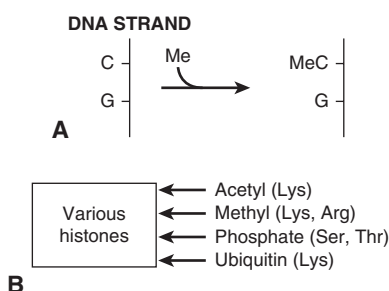 DNA STRAND
C
Me
MeC
G
G
A
Various
histones
Acetyl (Lys)
Methyl (Lys, Arg)
Phosphate (Ser, Thr)
Ubiquitin (Lys)
B